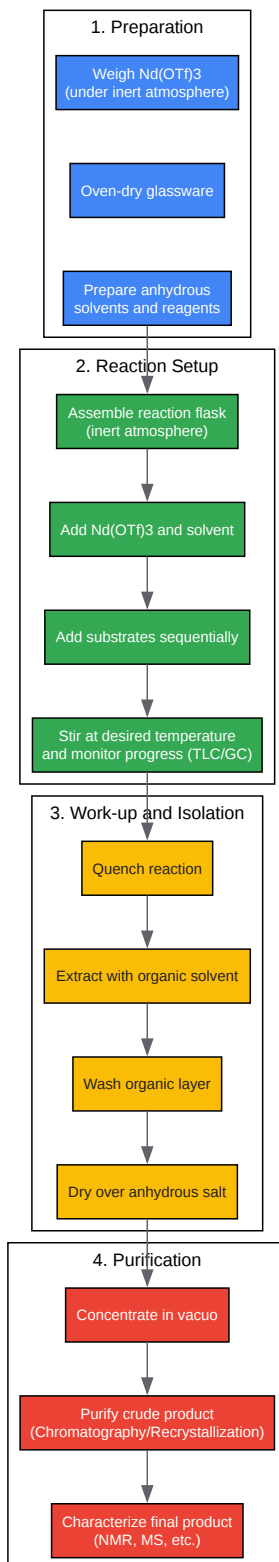 1. Preparation
Weigh Nd(OTf)3
(under inert atmosphere)
Oven-dry glassware
Prepare anhydrous
solvents and reagents
2. Reaction Setup
Assemble reaction flask
(inert atmosphere)
Add Nd(OTf)3 and solvent
Add substrates sequentially
Stir at desired temperature
and monitor progress (TLC/GC)
3. Work-up and Isolation
Quench reaction
Extract with organic solvent
Wash organic layer
Dry over anhydrous salt
4. Purification
Concentrate in vacuo
Purify crude product
(Chromatography/Recrystallization)
Characterize final product
(NMR, MS, etc.)